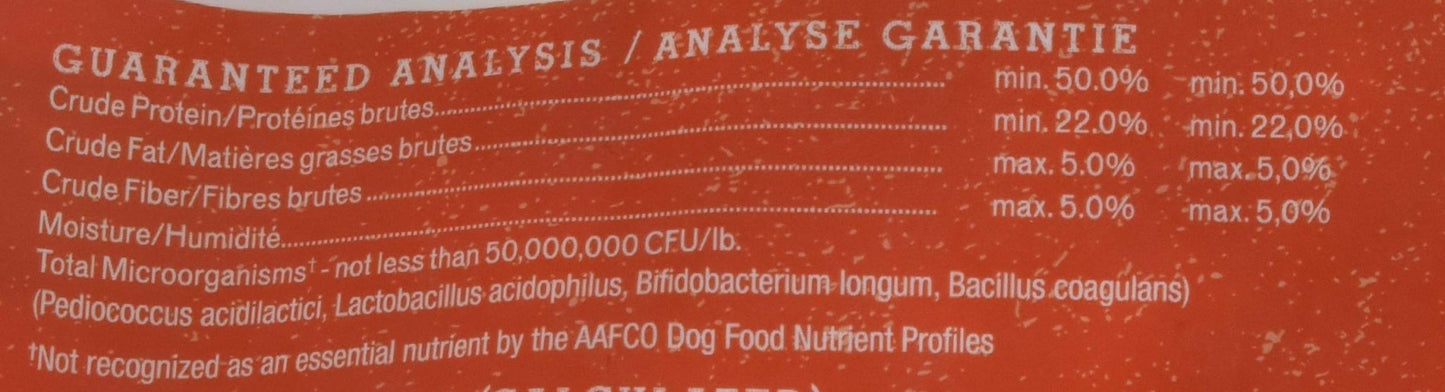 GUARANTEED ANALYSIS / ANALYSE GARANTIE
Crude Protein/Protéines brutes........ min. 50.0% min. 50,0%
Crude Fat/Matières grasses brutes........ min. 22.0% min. 22,0%
Crude Fiber/Fibres brutes ........ max. 5.0% max. 5,0%
Moisture/Humidité........ max. 5.0% max. 5,0%
Total Microorganisms† - not less than 50,000,000 CFU/lb.
(Pediococcus acidilactici, Lactobacillus acidophilus, Bifidobacterium longum, Bacillus coagulans)
†Not recognized as an essential nutrient by the AAFCO Dog Food Nutrient Profiles